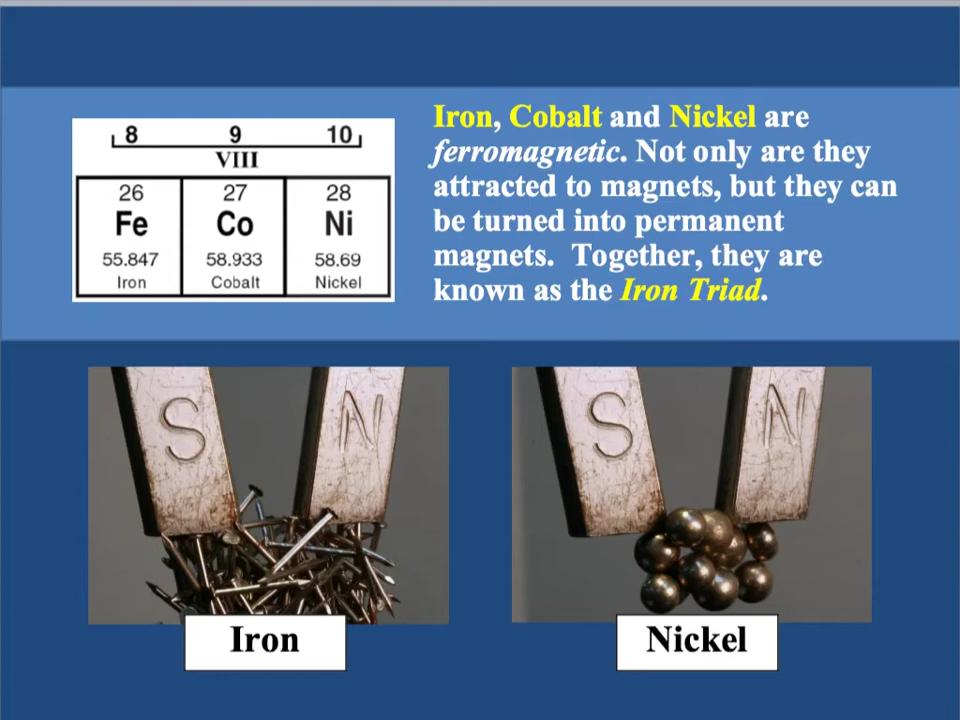 8 9 10
VIII
26 27 28
Fe Co Ni
55.847 58.933 58.69
Iron Cobalt Nickel
Iron, Cobalt and Nickel are
ferromagnetic. Not only are they
attracted to magnets, but they can
be turned into permanent
magnets. Together, they are
known as the Iron Triad.
S N
S N
Iron
Nickel